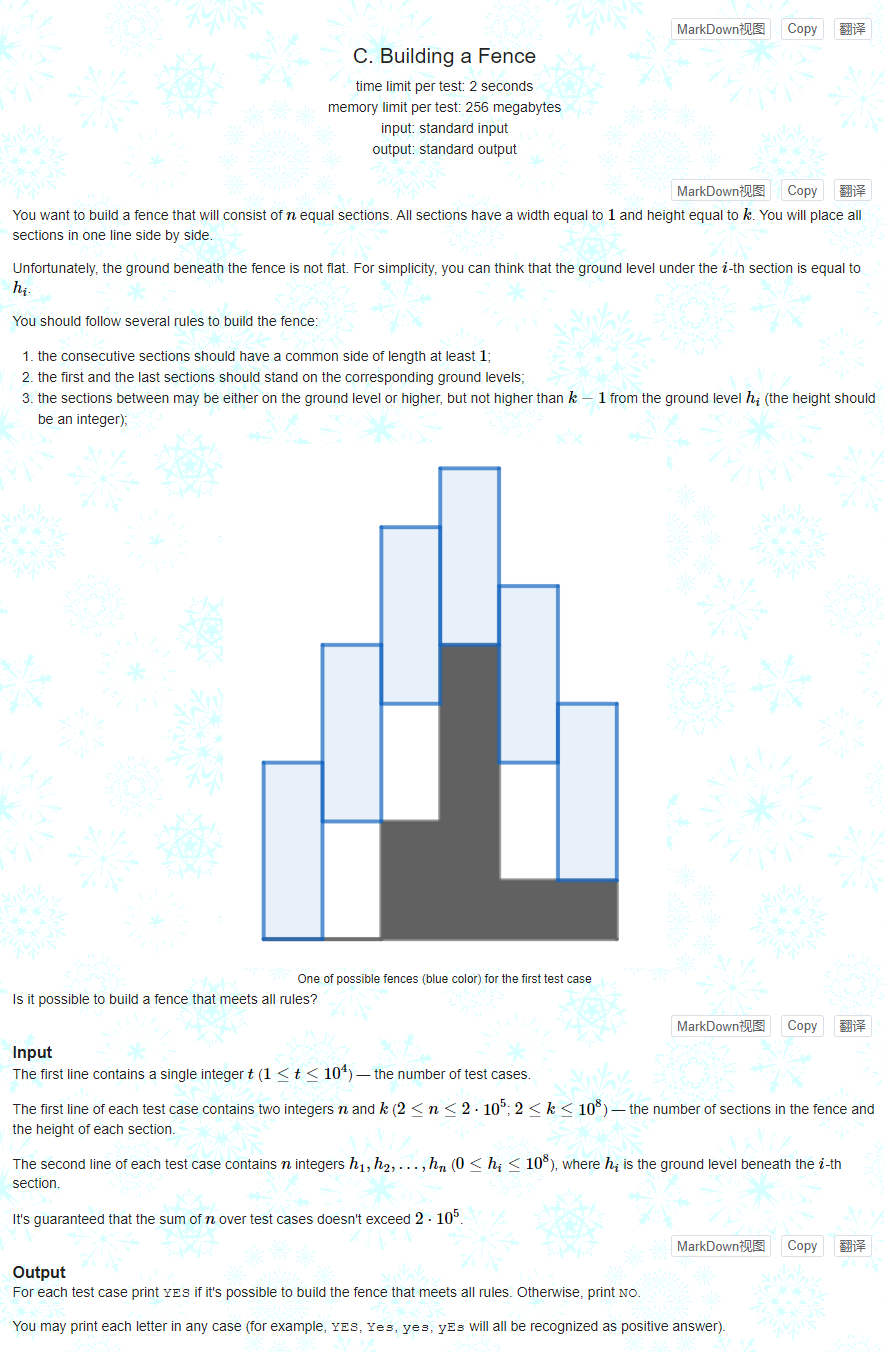 MarkDown视图 Copy 翻译
C. Building a Fence
time limit per test: 2 seconds
memory limit per test: 256 megabytes
input: standard input
output: standard output
MarkDown视图 Copy 翻译
You want to build a fence that will consist of n equal sections. All sections have a width equal to 1 and height equal to k. You will place all
sections in one line side by side.
Unfortunately, the ground beneath the fence is not flat. For simplicity, you can think that the ground level under the i-th section is equal to
h_i.
You should follow several rules to build the fence:
1. the consecutive sections should have a common side of length at least 1;
2. the first and the last sections should stand on the corresponding ground levels;
3. the sections between may be either on the ground level or higher, but not higher than k − 1 from the ground level h_i (the height should
be an integer);
One of possible fences (blue color) for the first test case
Is it possible to build a fence that meets all rules?
MarkDown视图 Copy 翻译
Input
The first line contains a single integer t (1 ≤ t ≤ 10^4) — the number of test cases.
The first line of each test case contains two integers n and k (2 ≤ n ≤ 2 · 10^5; 2 ≤ k ≤ 10^8) — the number of sections in the fence and
the height of each section.
The second line of each test case contains n integers h_1, h_2, . . . , h_n (0 ≤ h_i ≤ 10^8), where h_i is the ground level beneath the i-th
section.
It's guaranteed that the sum of n over test cases doesn't exceed 2 · 10^5.
MarkDown视图 Copy 翻译
Output
For each test case print YES if it's possible to build the fence that meets all rules. Otherwise, print NO.
You may print each letter in any case (for example, YES, Yes, yes, yEs will all be recognized as positive answer).